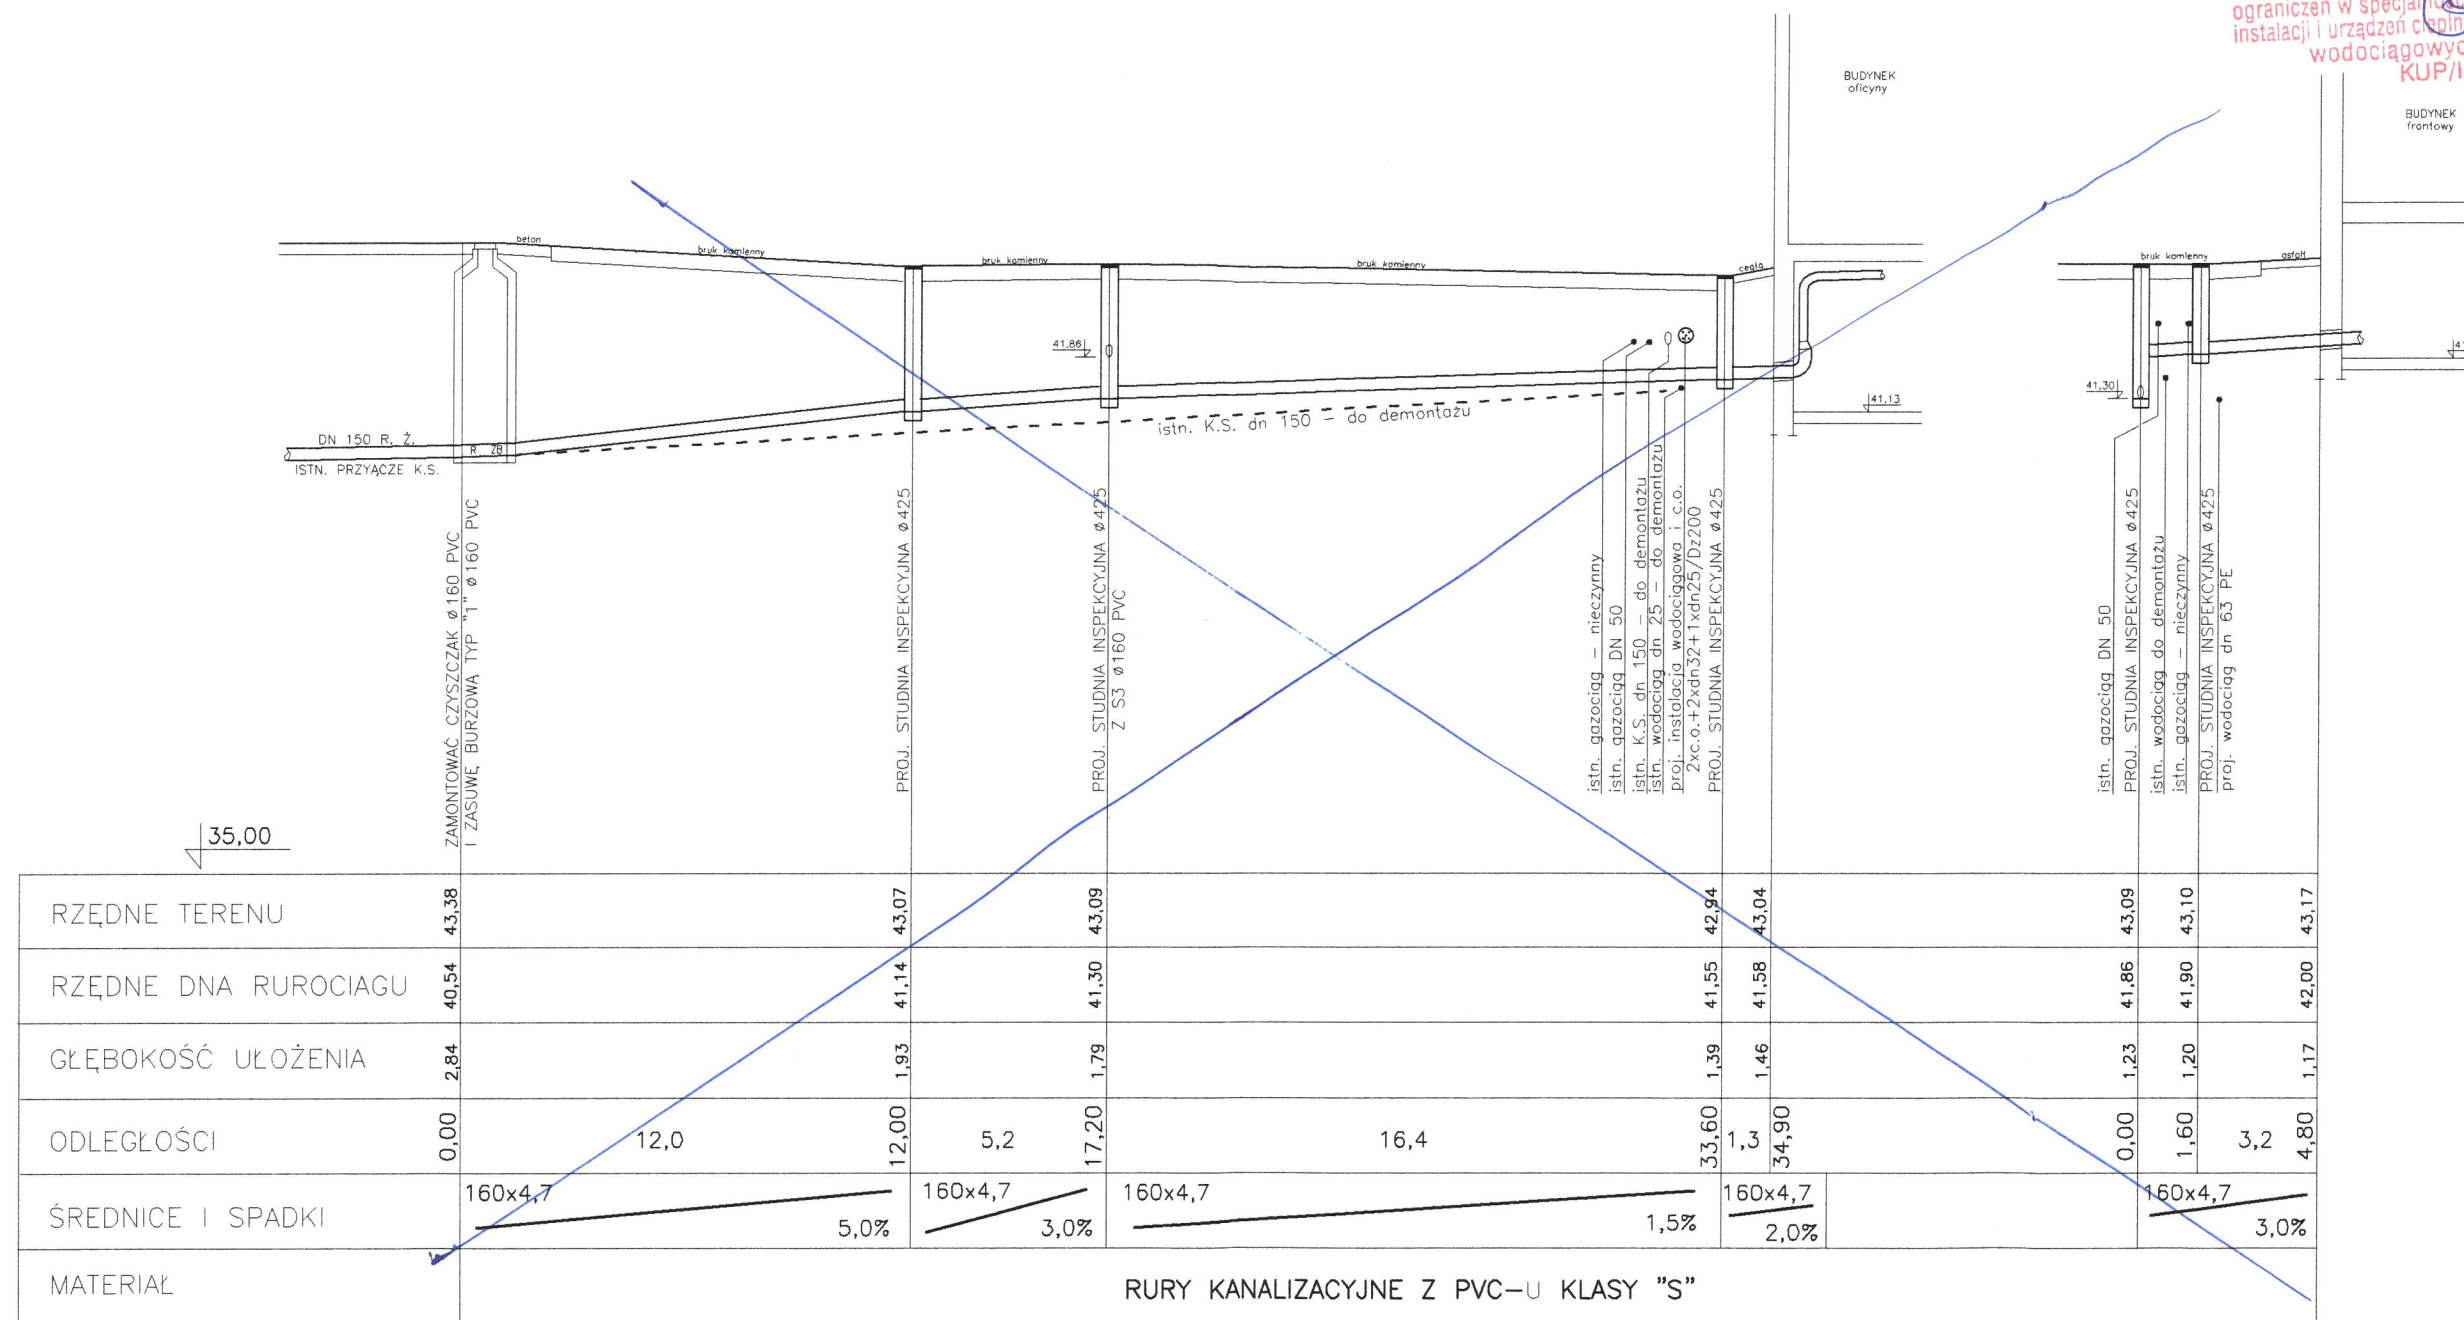 ograniczeń w
instalacji i urządzeń
KUP/I
BUDYNEK
oficyny
BUDYNEK
frontowy
beton
bruk kamienny
bruk kamienny
bruk kamienny
cegła
bruk kamienny
asfalt
41,86
41,30
41,13
DN 150 R. Ż.
ISTN. PRZYĄCZE K.S.
R ZB
istn. K.S. dn 150 - do demontażu
ZAMONTOWAĆ CZYSZCZAK ø160 PVC
I ZASUWĘ BURZOWĄ TYP "1" ø160 PVC
PROJ. STUDNIA INSPEKCYJNA ø425
PROJ. STUDNIA INSPEKCYJNA ø425
Z S3 ø160 PVC
istn. gazociąg - nieczynny
istn. gazociąg DN 50
istn. K.S. dn 150 - do demontażu
istn. wodociąg dn 25 - do demontażu
proj. instalacja wodociągowa i c.o.
2xc.o.+2xdn32+1xdn25/Dz200
PROJ. STUDNIA INSPEKCYJNA ø425
istn. gazociąg DN 50
PROJ. STUDNIA INSPEKCYJNA ø425
istn. wodociąg do demontażu
istn. gazociąg - nieczynny
PROJ. STUDNIA INSPEKCYJNA ø425
proj. wodociąg dn 63 PE
35,00
RZĘDNE TERENU 43,38 43,07 43,09 42,94 43,04 43,09 43,10 43,17
RZĘDNE DNA RUROCIAGU 40,54 41,14 41,30 41,55 41,58 41,86 41,90 42,00
GŁĘBOKOŚĆ UŁOŻENIA 2,84 1,93 1,79 1,39 1,46 1,23 1,20 1,17
ODLEGŁOŚCI 0,00 12,0 12,00 5,2 17,20 16,4 33,60 1,3 34,90 0,00 1,60 3,2 4,80
ŚREDNICE I SPADKI 160x4,7 5,0% 160x4,7 3,0% 160x4,7 1,5% 160x4,7 2,0% 160x4,7 3,0%
MATERIAŁ RURY KANALIZACYJNE Z PVC-U KLASY "S"